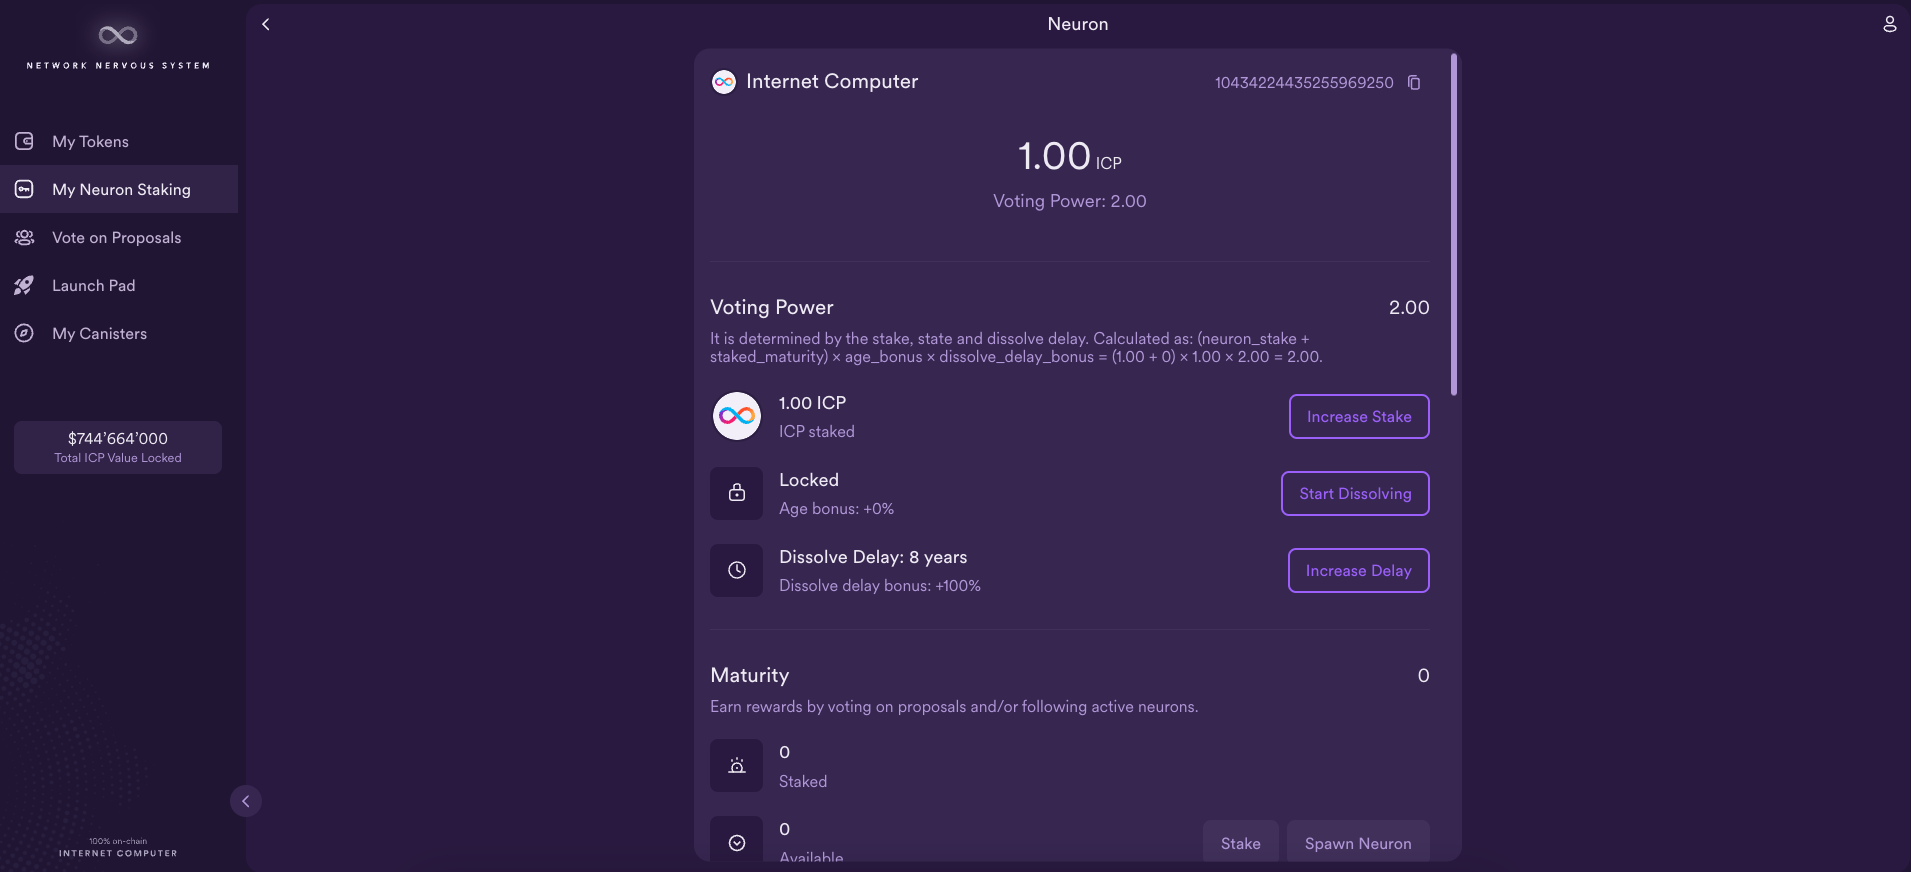 NETWORK NERVOUS SYSTEM
My Tokens
My Neuron Staking
Vote on Proposals
Launch Pad
My Canisters
$744’664’000
Total ICP Value Locked
100% on-chain
INTERNET COMPUTER
Neuron
Internet Computer
10434224435255969250
1.00 ICP
Voting Power: 2.00
Voting Power
2.00
It is determined by the stake, state and dissolve delay. Calculated as: (neuron_stake +
staked_maturity) × age_bonus × dissolve_delay_bonus = (1.00 + 0) × 1.00 × 2.00 = 2.00.
1.00 ICP
ICP staked
Increase Stake
Locked
Age bonus: +0%
Start Dissolving
Dissolve Delay: 8 years
Dissolve delay bonus: +100%
Increase Delay
Maturity
0
Earn rewards by voting on proposals and/or following active neurons.
0
Staked
0
Available
Stake
Spawn Neuron